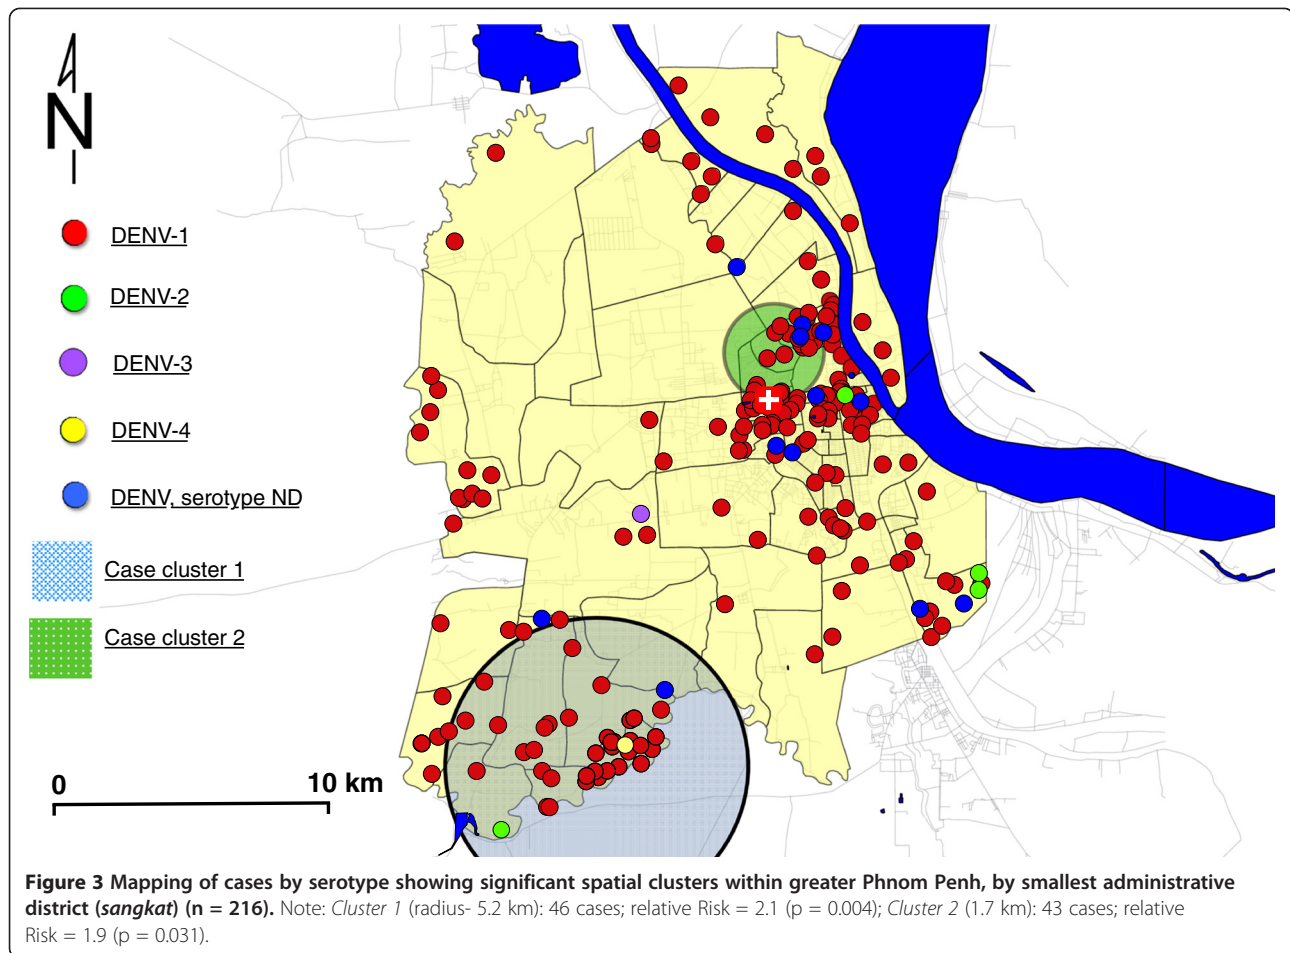 N
DENV-1
DENV-2
DENV-3
DENV-4
DENV, serotype ND
Case cluster 1
Case cluster 2
0 10 km
Figure 3 Mapping of cases by serotype showing significant spatial clusters within greater Phnom Penh, by smallest administrative
district (sangkat) (n = 216). Note: Cluster 1 (radius- 5.2 km): 46 cases; relative Risk = 2.1 (p = 0.004); Cluster 2 (1.7 km): 43 cases; relative
Risk = 1.9 (p = 0.031).